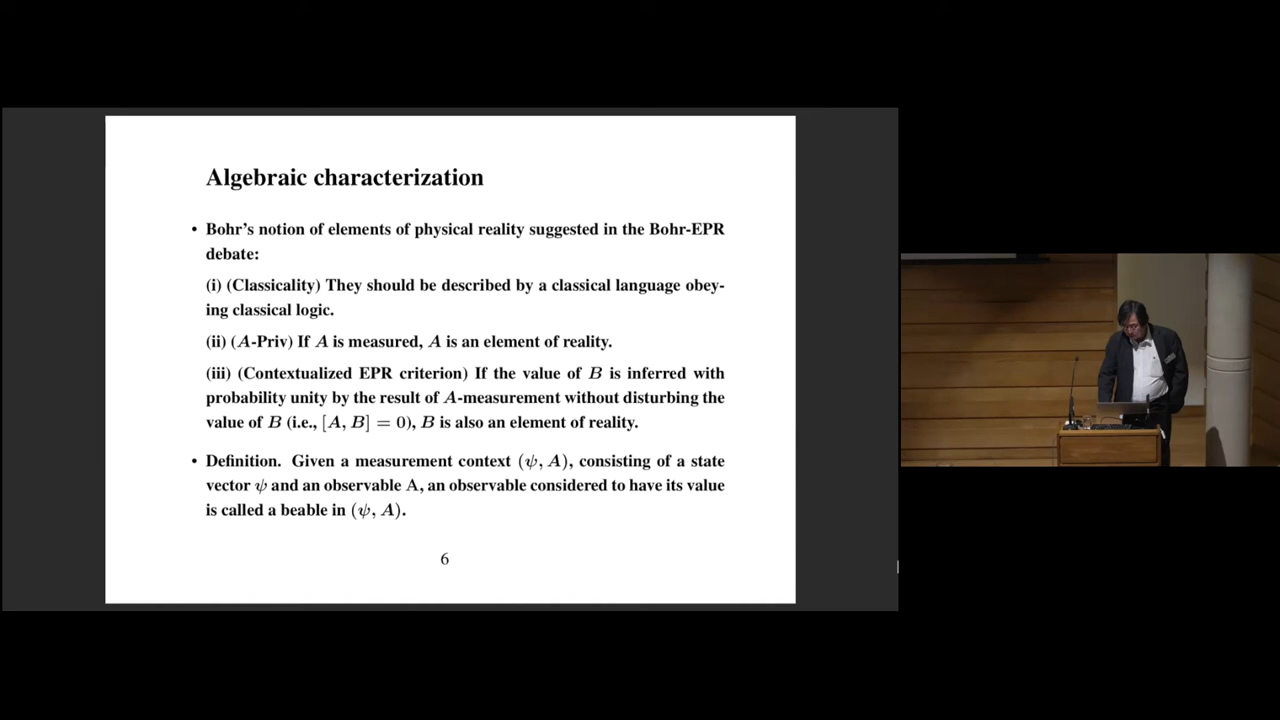 Algebraic characterization
• Bohr's notion of elements of physical reality suggested in the Bohr-EPR
debate:
(i) (Classicality) They should be described by a classical language obey-
ing classical logic.
(ii) (A-Priv) If A is measured, A is an element of reality.
(iii) (Contextualized EPR criterion) If the value of B is inferred with
probability unity by the result of A-measurement without disturbing the
value of B (i.e., [A, B] = 0), B is also an element of reality.
• Definition. Given a measurement context (ψ, A), consisting of a state
vector ψ and an observable A, an observable considered to have its value
is called a beable in (ψ, A).
6